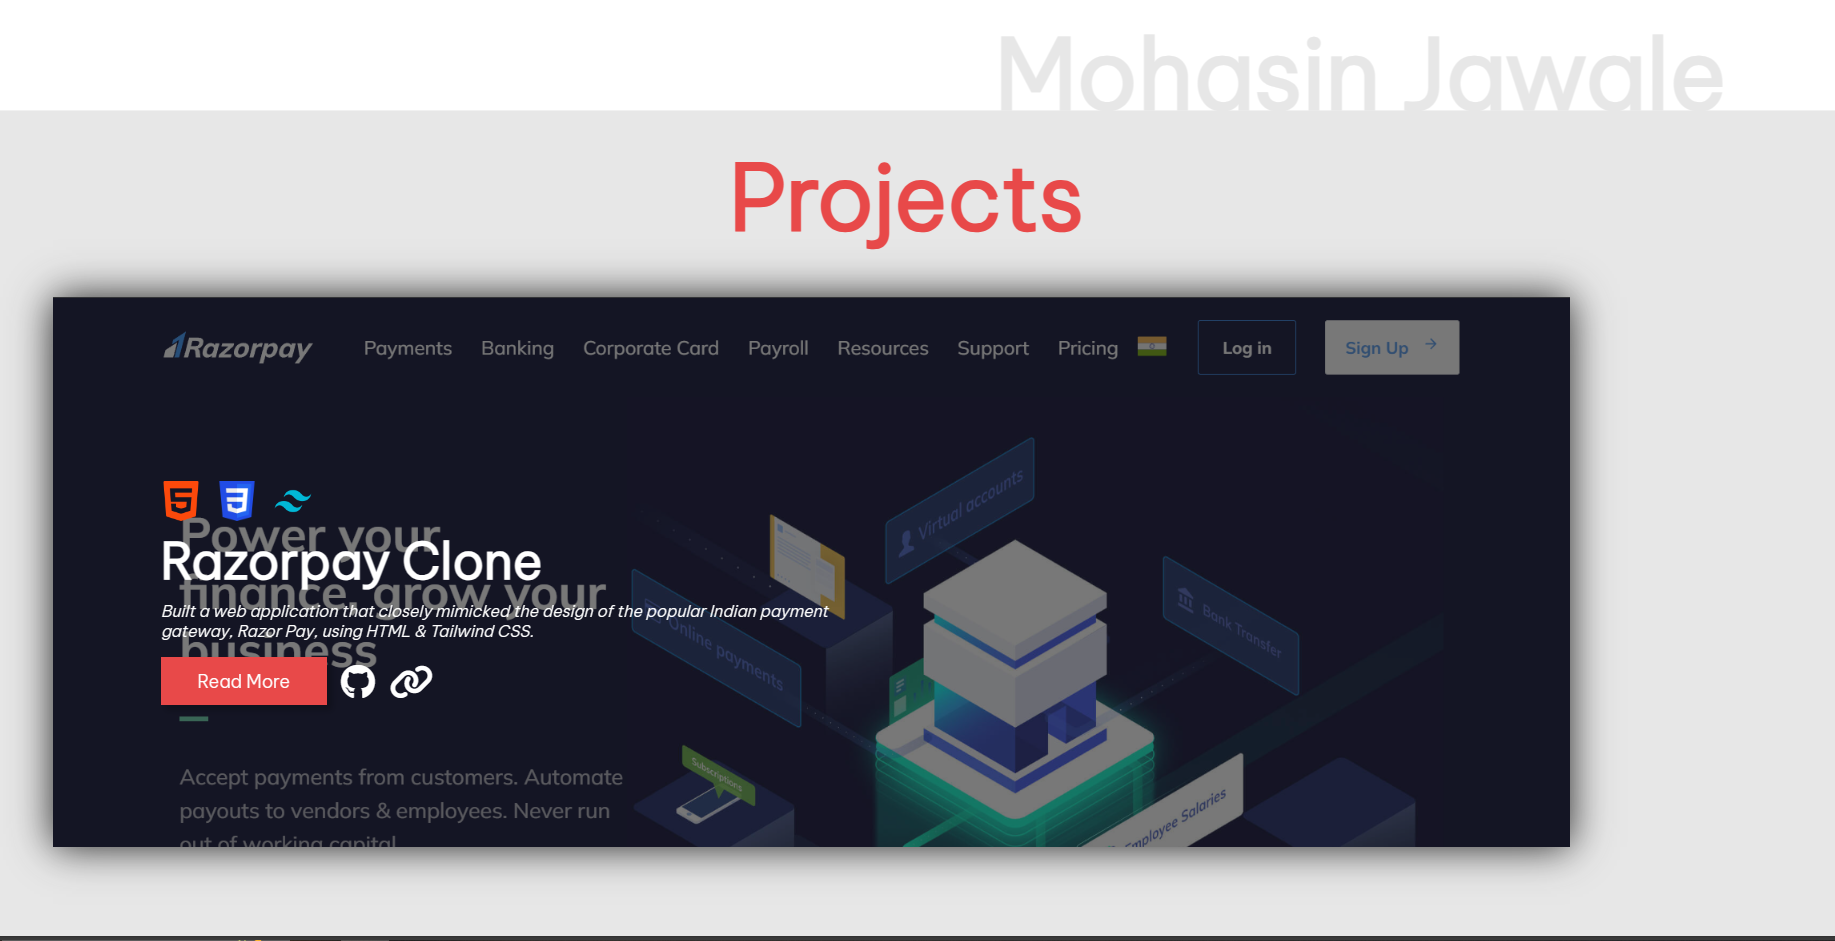 Mohasin Jawale
Projects
Razorpay Payments Banking Corporate Card Payroll Resources Support Pricing Log in Sign Up
Virtual accounts
Power your
Razorpay Clone
finance, grow your
Built a web application that closely mimicked the design of the popular Indian payment
gateway, Razor Pay, using HTML & Tailwind CSS.
business
Online payments
Bank Transfer
Read More
Subscriptions
Accept payments from customers. Automate
payouts to vendors & employees. Never run
out of working capital
Employee Salaries